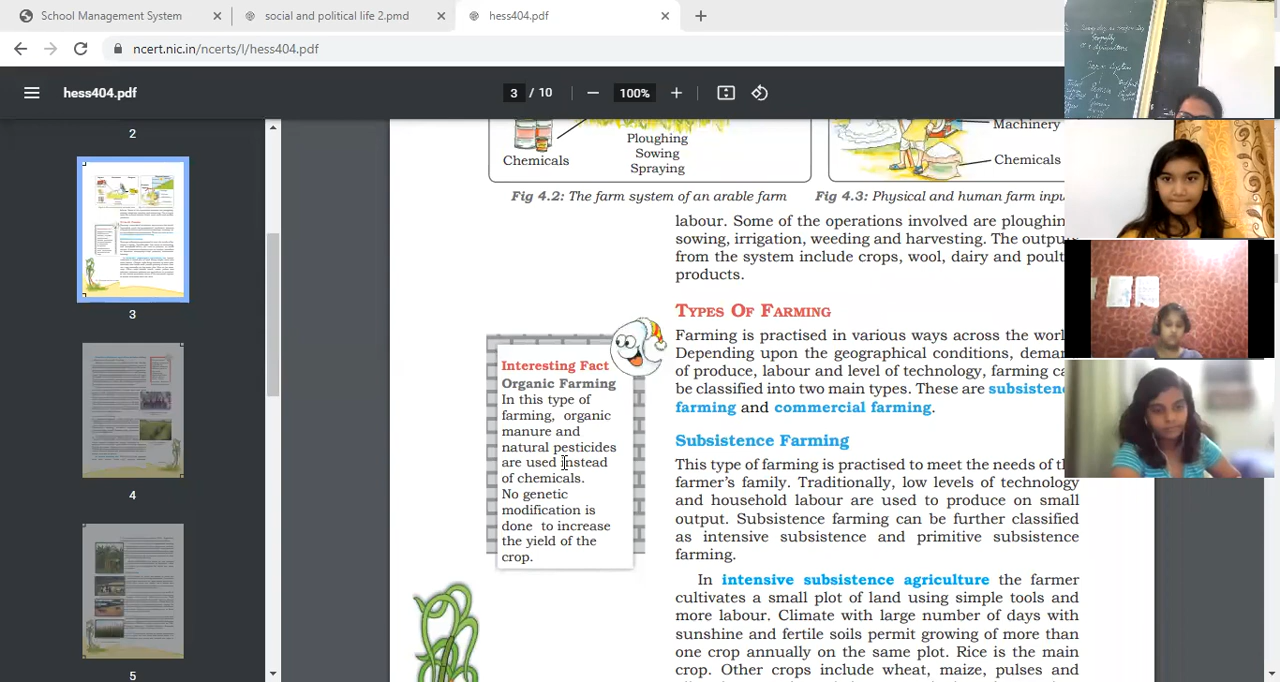 School Management System
social and political life 2.pmd
hess404.pdf
ncert.nic.in/ncerts/l/hess404.pdf
hess404.pdf
3 / 10
100%
2
3
4
5
Chemicals
Ploughing
Sowing
Spraying
Machinery
Chemicals
Fig 4.2: The farm system of an arable farm
Fig 4.3: Physical and human farm
labour. Some of the operations involved are
sowing, irrigation, weeding and harvesting. The
from the system include crops, wool, dairy and
products.
TYPES OF FARMING
Farming is practised in various ways across the
Depending upon the geographical conditions,
of produce, labour and level of technology, farming
be classified into two main types. These are
farming and commercial farming.
Subsistence Farming
This type of farming is practised to meet the needs of
farmer's family. Traditionally, low levels of technology
and household labour are used to produce on small
output. Subsistence farming can be further classified
as intensive subsistence and primitive subsistence
farming.
In intensive subsistence agriculture the farmer
cultivates a small plot of land using simple tools and
more labour. Climate with large number of days with
sunshine and fertile soils permit growing of more than
one crop annually on the same plot. Rice is the main
crop. Other crops include wheat, maize, pulses and
Interesting Fact
Organic Farming
In this type of
farming, organic
manure and
natural pesticides
are used instead
of chemicals.
No genetic
modification is
done to increase
the yield of the
crop.